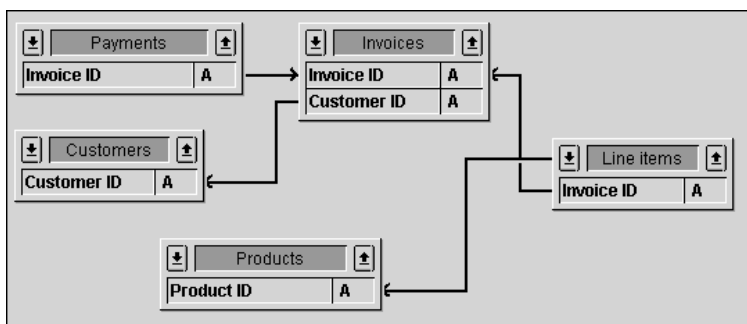 Payments
Invoice ID A
Invoices
Invoice ID A
Customer ID A
Customers
Customer ID A
Line items
Invoice ID A
Products
Product ID A